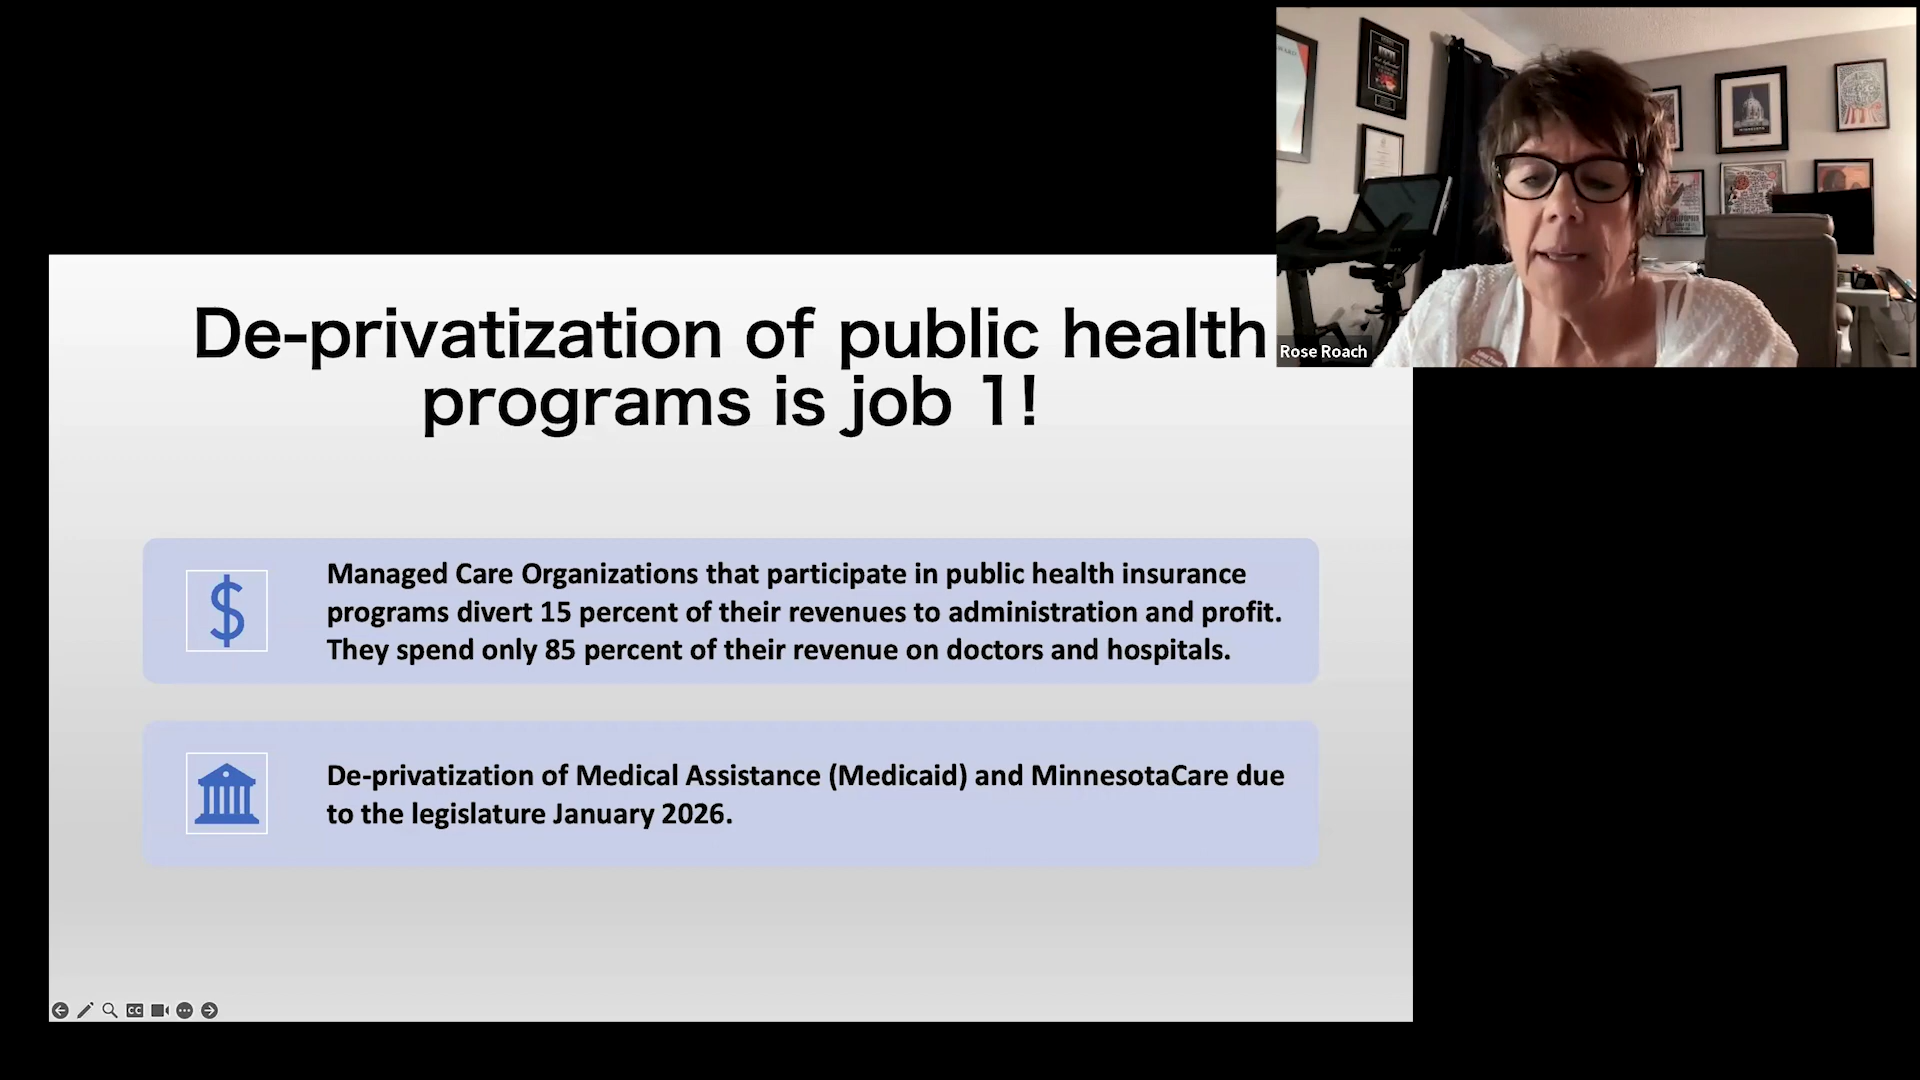 De-privatization of public health
programs is job 1!
Rose Roach
Managed Care Organizations that participate in public health insurance
programs divert 15 percent of their revenues to administration and profit.
They spend only 85 percent of their revenue on doctors and hospitals.
De-privatization of Medical Assistance (Medicaid) and MinnesotaCare due
to the legislature January 2026.
CC